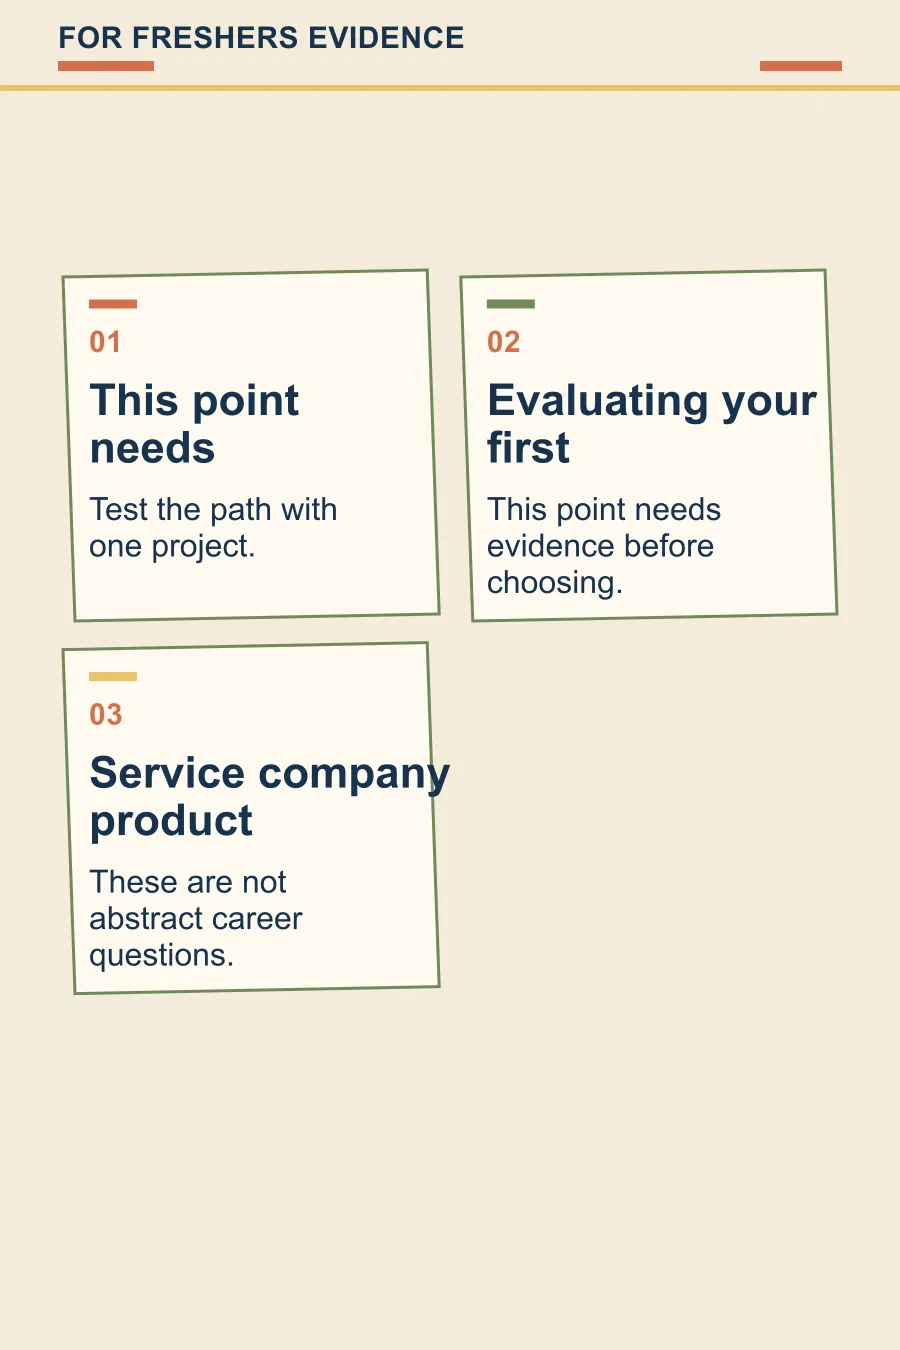 FOR FRESHERS EVIDENCE
01
This point
needs
Test the path with
one project.
02
Evaluating your
first
This point needs
evidence before
choosing.
03
Service company
product
These are not
abstract career
questions.